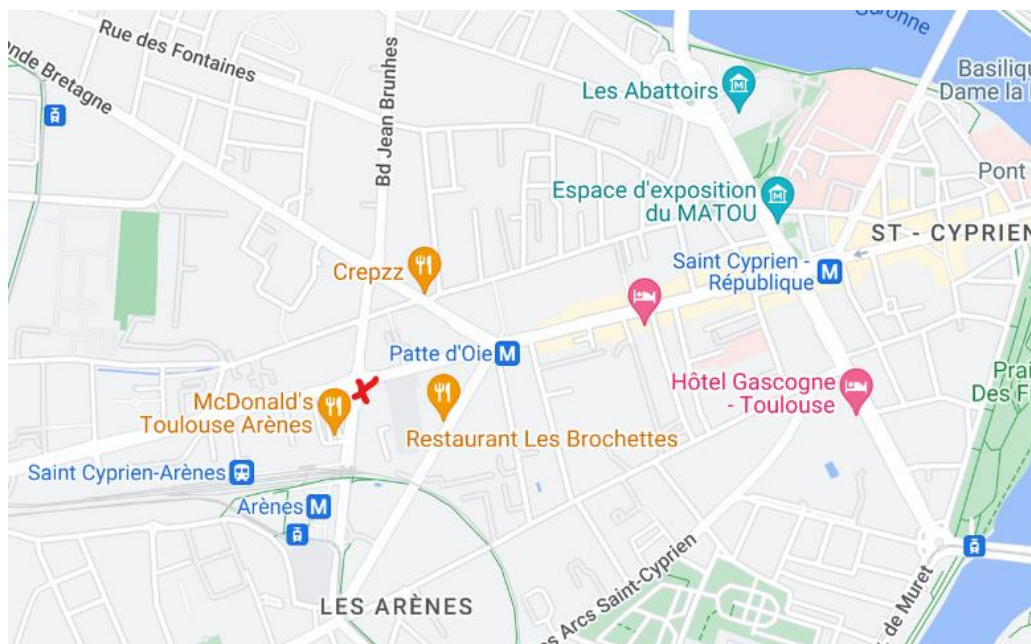 Garonne
Rue des Fontaines
nde Bretagne
Bd Jean Brunhes
Les Abattoirs
Basiliqu
Dame la
Espace d'exposition
du MATOU
Pont
ST - CYPRIEN
Saint Cyprien -
République
M
Crepzz
Patte d'Oie
M
McDonald's
Toulouse Arènes
Restaurant Les Brochettes
Hôtel Gascogne
- Toulouse
Prai
Des F
Saint Cyprien-Arènes
Arènes
M
LES ARÈNES
s Arcs Saint-Cyprien
de Muret